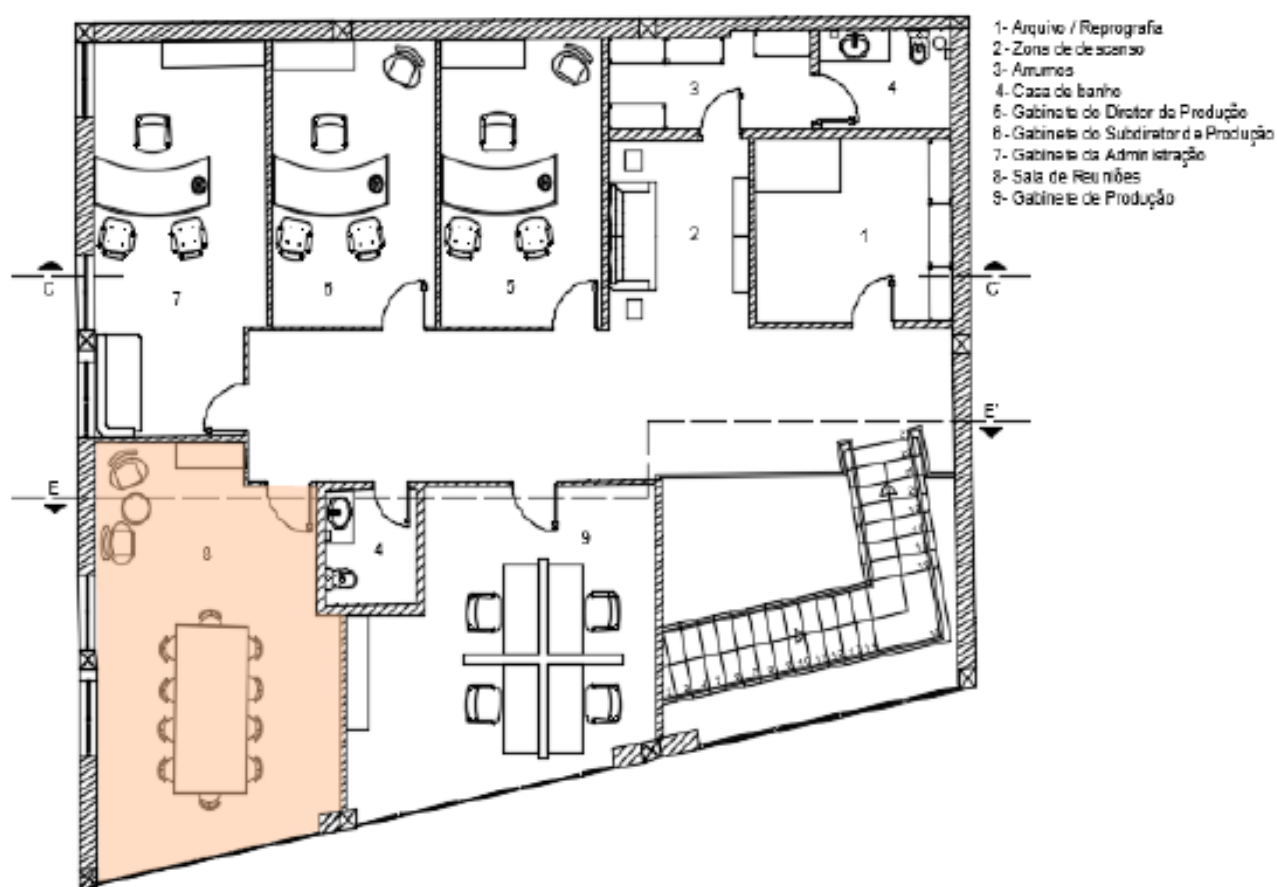 1- Arquivo / Reprografia
2- Zona de descanso
3- Arrumos
4- Casa de banho
5- Gabinete do Diretor de Produção
6- Gabinete do Subdiretor de Produção
7- Gabinete da Administração
8- Sala de Reuniões
9- Gabinete de Produção
3
4
2
1
7
6
5
C
C'
E'
E
8
4
9